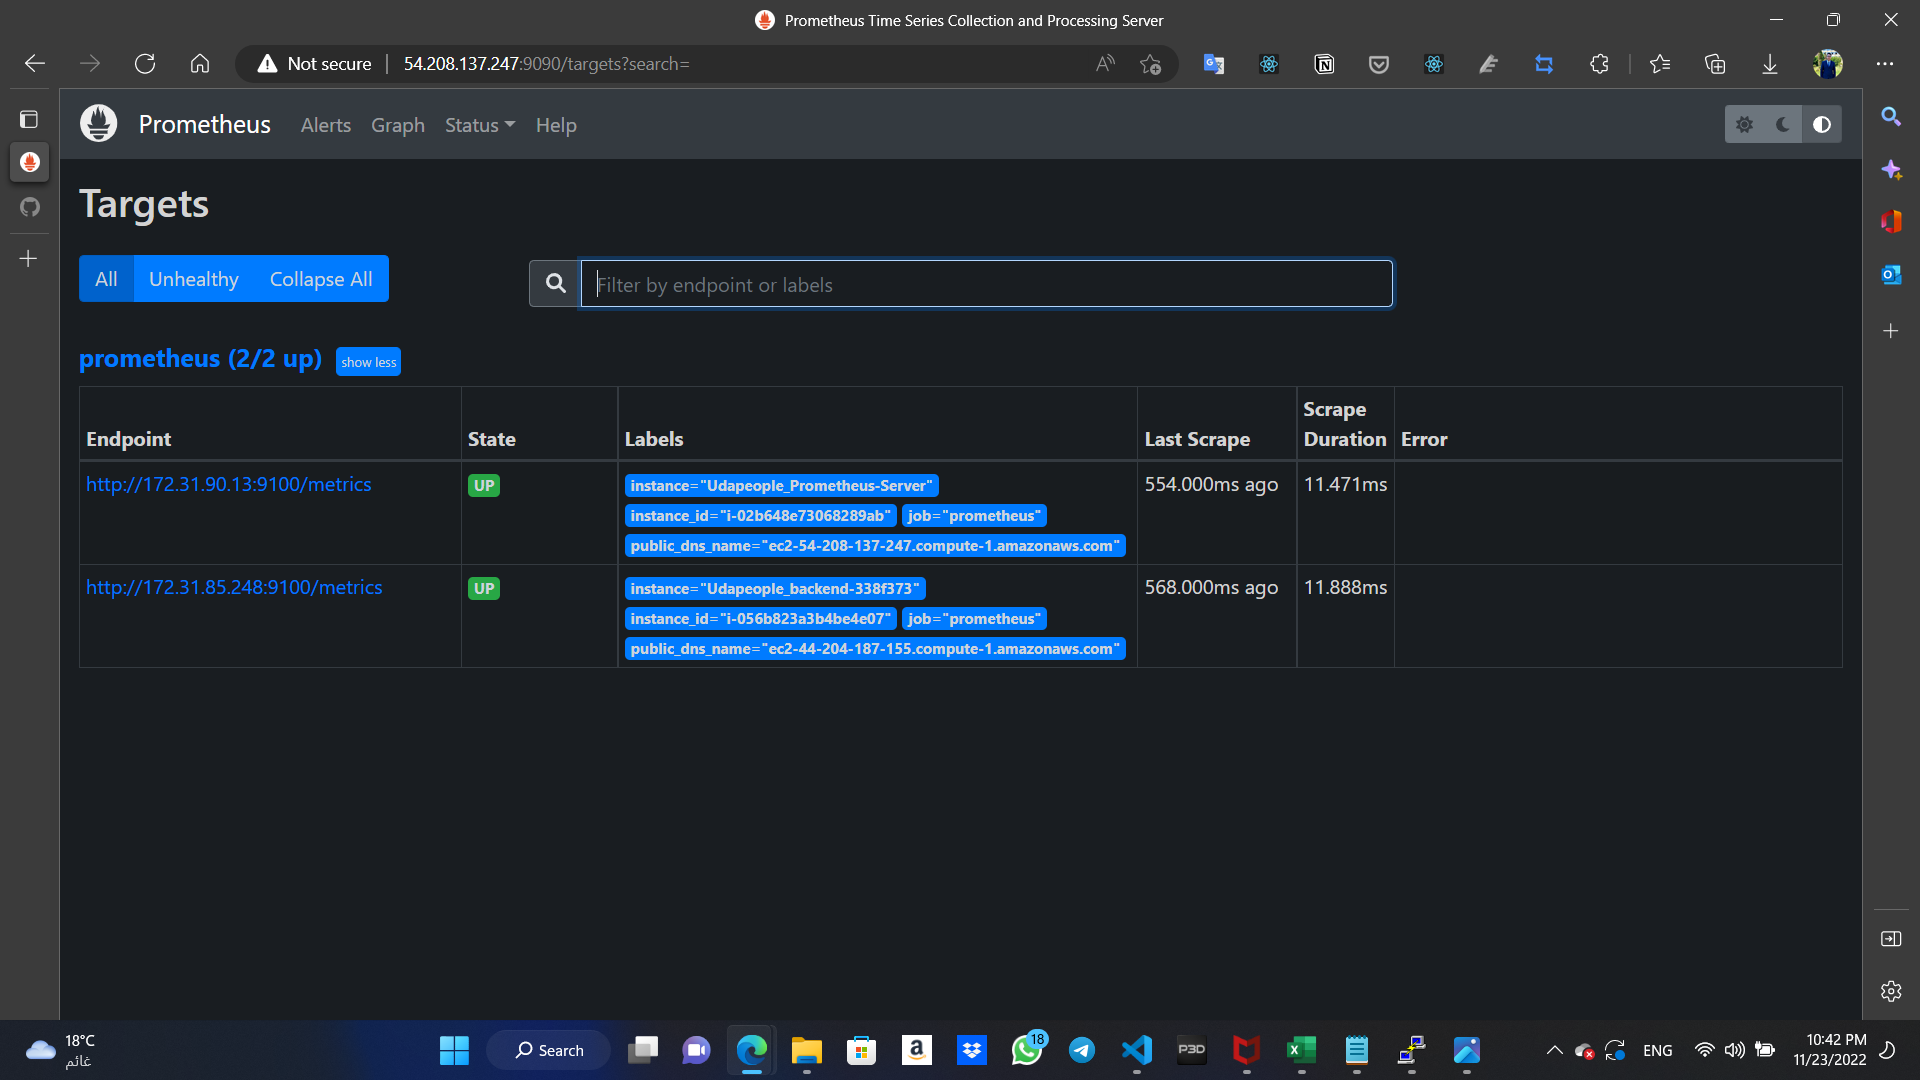 Prometheus Time Series Collection and Processing Server
Not secure | 54.208.137.247:9090/targets?search=
Prometheus Alerts Graph Status Help
Targets
All Unhealthy Collapse All
Filter by endpoint or labels
prometheus (2/2 up) show less
Endpoint State Labels Last Scrape Scrape Duration Error
http://172.31.90.13:9100/metrics UP instance="Udapeople_Prometheus-Server" 554.000ms ago 11.471ms
instance_id="i-02b648e73068289ab" job="prometheus"
public_dns_name="ec2-54-208-137-247.compute-1.amazonaws.com"
http://172.31.85.248:9100/metrics UP instance="Udapeople_backend-338f373" 568.000ms ago 11.888ms
instance_id="i-056b823a3b4be4e07" job="prometheus"
public_dns_name="ec2-44-204-187-155.compute-1.amazonaws.com"
18°C
غائم
Search
18
P3D
ENG
10:42 PM
11/23/2022